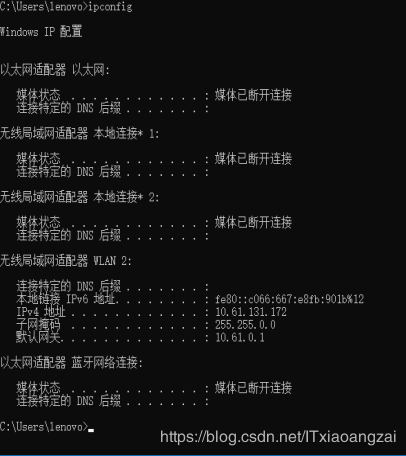 C:\Users\lenovo>ipconfig
Windows IP 配置
以太网适配器 以太网:
媒体状态 . . . . . . . . . . . . : 媒体已断开连接
连接特定的 DNS 后缀 . . . . . . . :
无线局域网适配器 本地连接* 1:
媒体状态 . . . . . . . . . . . . : 媒体已断开连接
连接特定的 DNS 后缀 . . . . . . . :
无线局域网适配器 本地连接* 2:
媒体状态 . . . . . . . . . . . . : 媒体已断开连接
连接特定的 DNS 后缀 . . . . . . . :
无线局域网适配器 WLAN 2:
连接特定的 DNS 后缀 . . . . . . . :
本地链接 IPv6 地址. . . . . . . . : fe80::c066:667:e8fb:901b%12
IPv4 地址 . . . . . . . . . . . . : 10.61.131.172
子网掩码 . . . . . . . . . . . . : 255.255.0.0
默认网关. . . . . . . . . . . . . : 10.61.0.1
以太网适配器 蓝牙网络连接:
媒体状态 . . . . . . . . . . . . : 媒体已断开连接
连接特定的 DNS 后缀 . . . . . . . :
C:\Users\lenovo>
https://blog.csdn.net/ITxiaoangzai